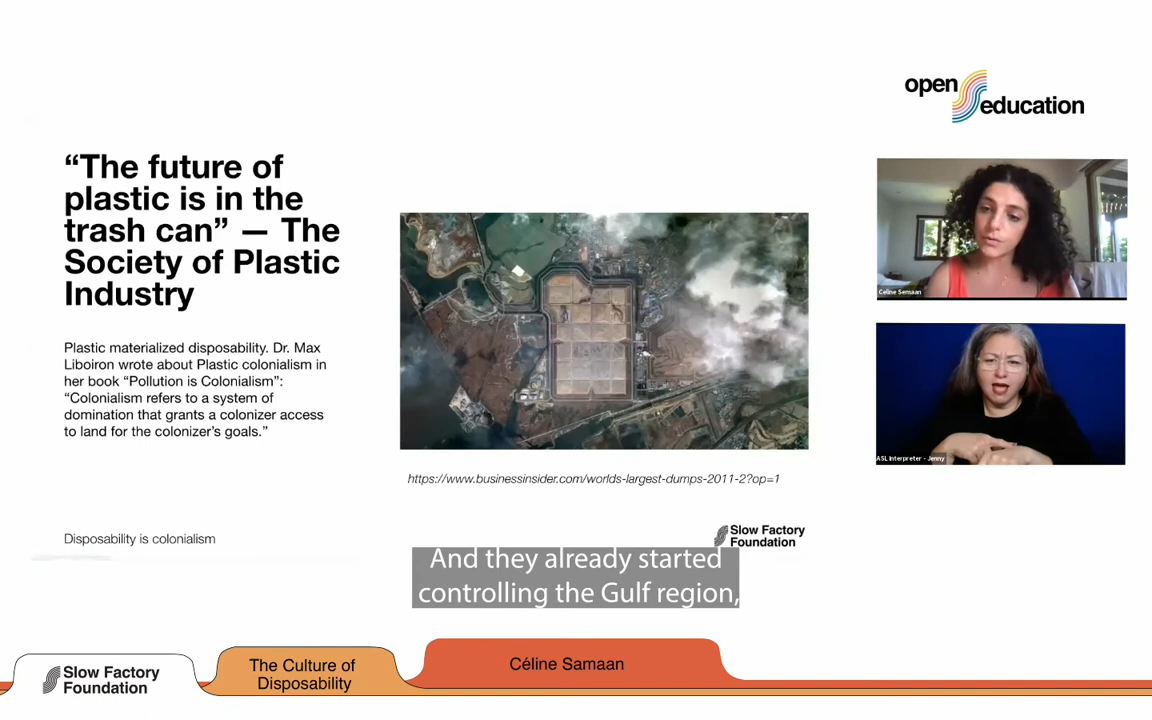 open
education
“The future of
plastic is in the
trash can” — The
Society of Plastic
Industry
Plastic materialized disposability. Dr. Max
Liboiron wrote about Plastic colonialism in
her book “Pollution is Colonialism”:
“Colonialism refers to a system of
domination that grants a colonizer access
to land for the colonizer’s goals.”
Celine Semaan
ASL Interpreter - Jenny
https://www.businessinsider.com/worlds-largest-dumps-2011-2?op=1
Disposability is colonialism
Slow Factory
Foundation
And they already started
controlling the Gulf region,
Slow Factory
Foundation
The Culture of
Disposability
Céline Samaan